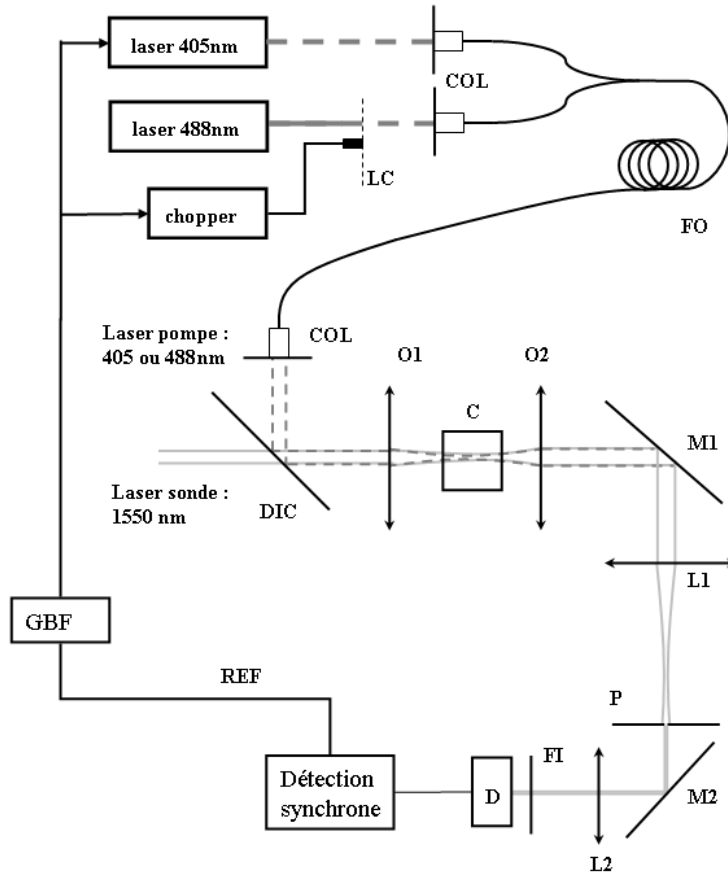 laser 405nm
COL
laser 488nm
LC
chopper
FO
Laser pompe :
405 ou 488nm
COL
O1
O2
C
M1
Laser sonde :
1550 nm
DIC
L1
GBF
REF
P
FI
Détection
synchrone
D
M2
L2